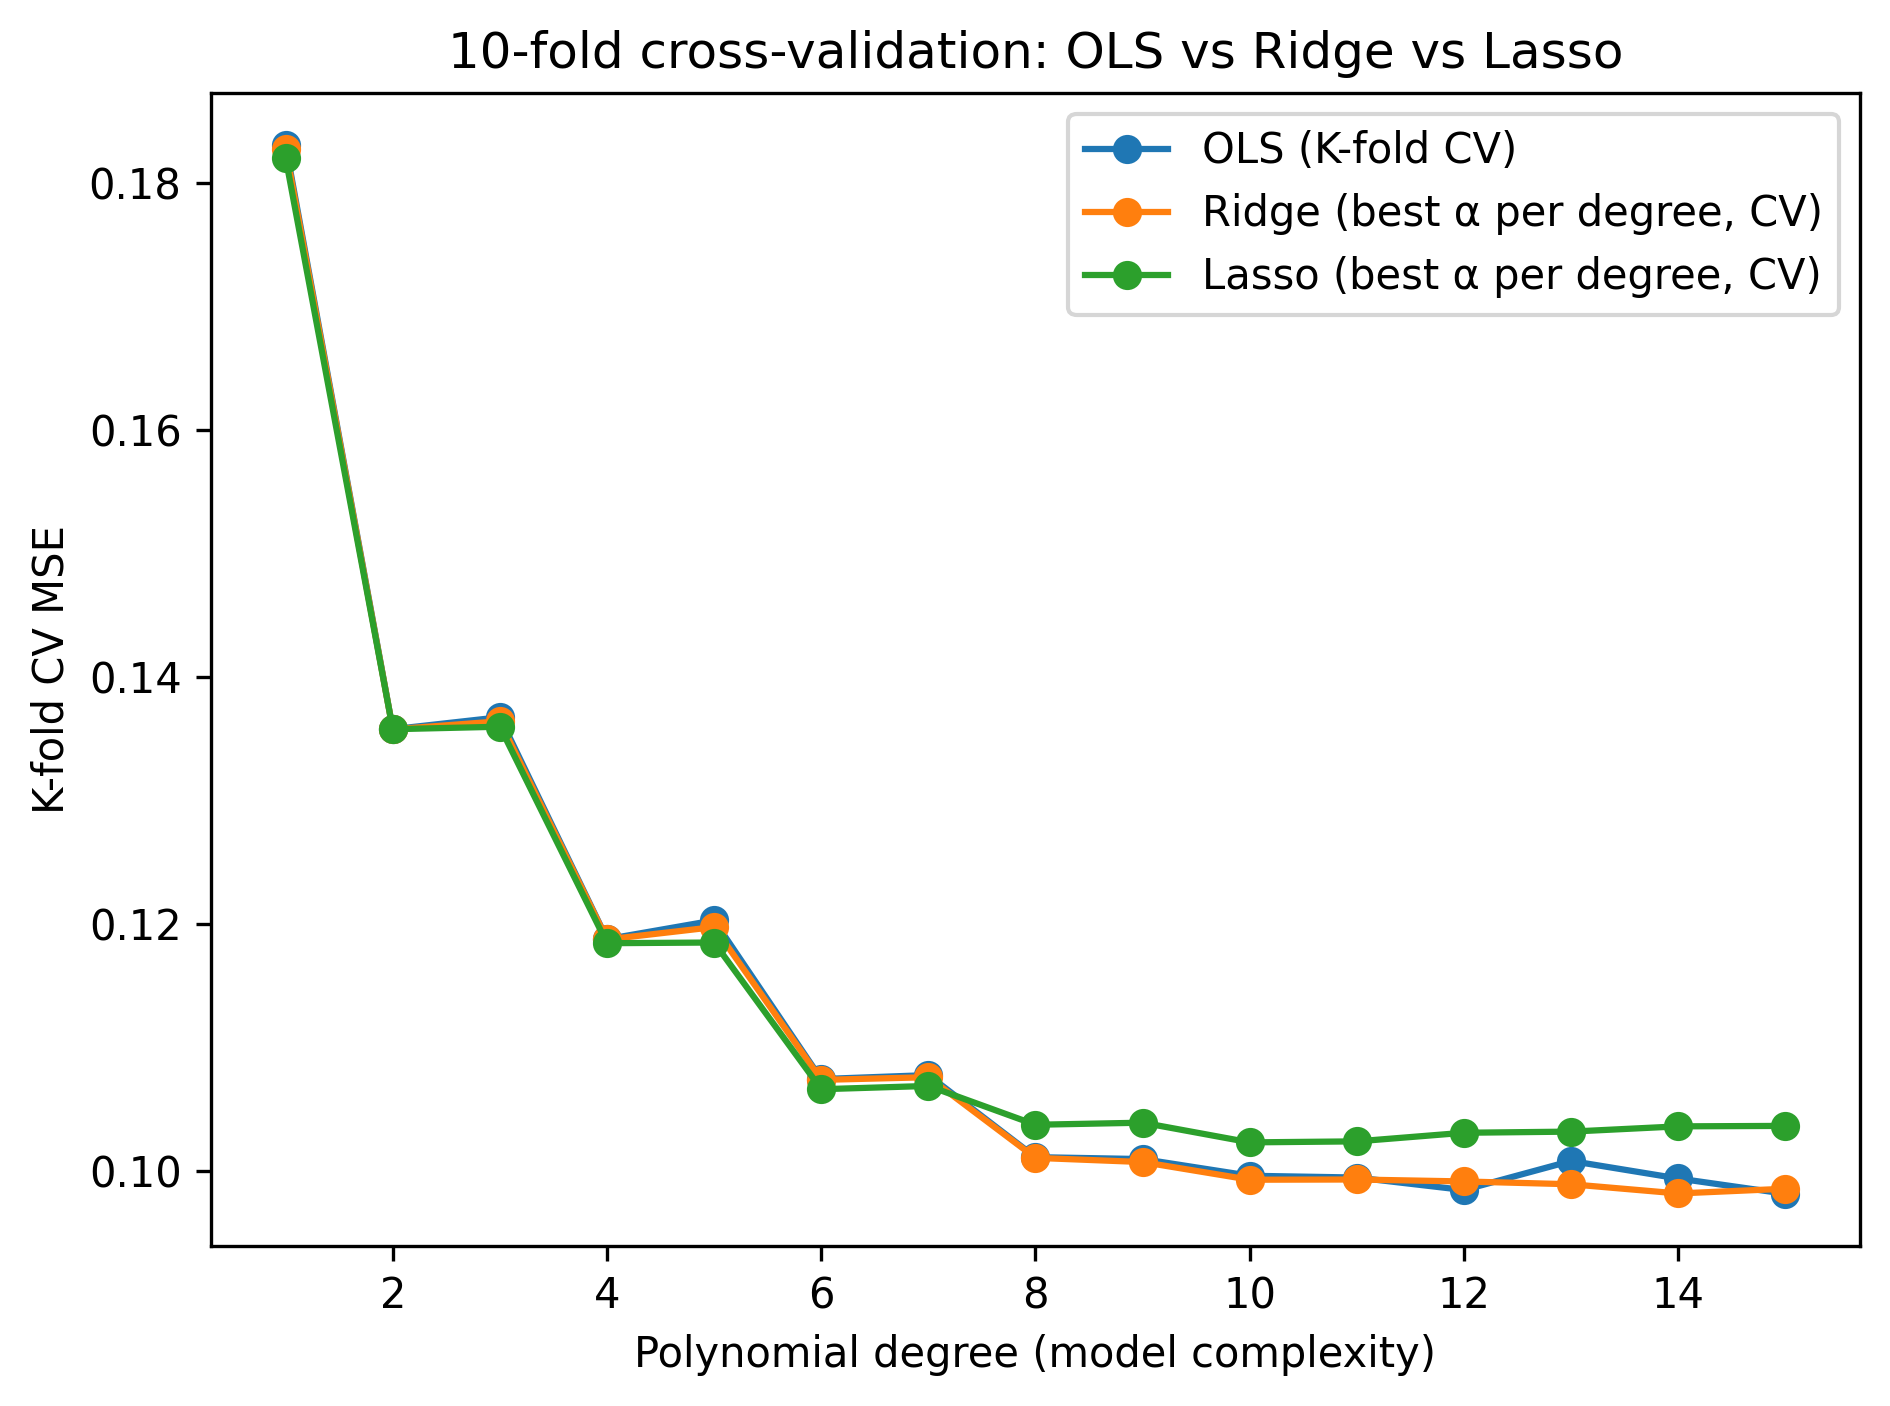 10-fold cross-validation: OLS vs Ridge vs Lasso
OLS (K-fold CV)
Ridge (best α per degree, CV)
Lasso (best α per degree, CV)
K-fold CV MSE
0.18
0.16
0.14
0.12
0.10
2 4 6 8 10 12 14
Polynomial degree (model complexity)